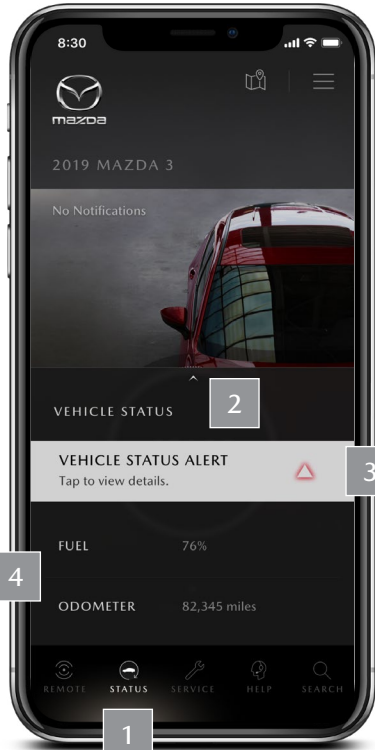 8:30
mazda
2019 MAZDA 3
No Notifications
2
VEHICLE STATUS
VEHICLE STATUS ALERT
3
Tap to view details.
FUEL 76%
4
ODOMETER 82,345 miles
REMOTE STATUS SERVICE HELP SEARCH
1